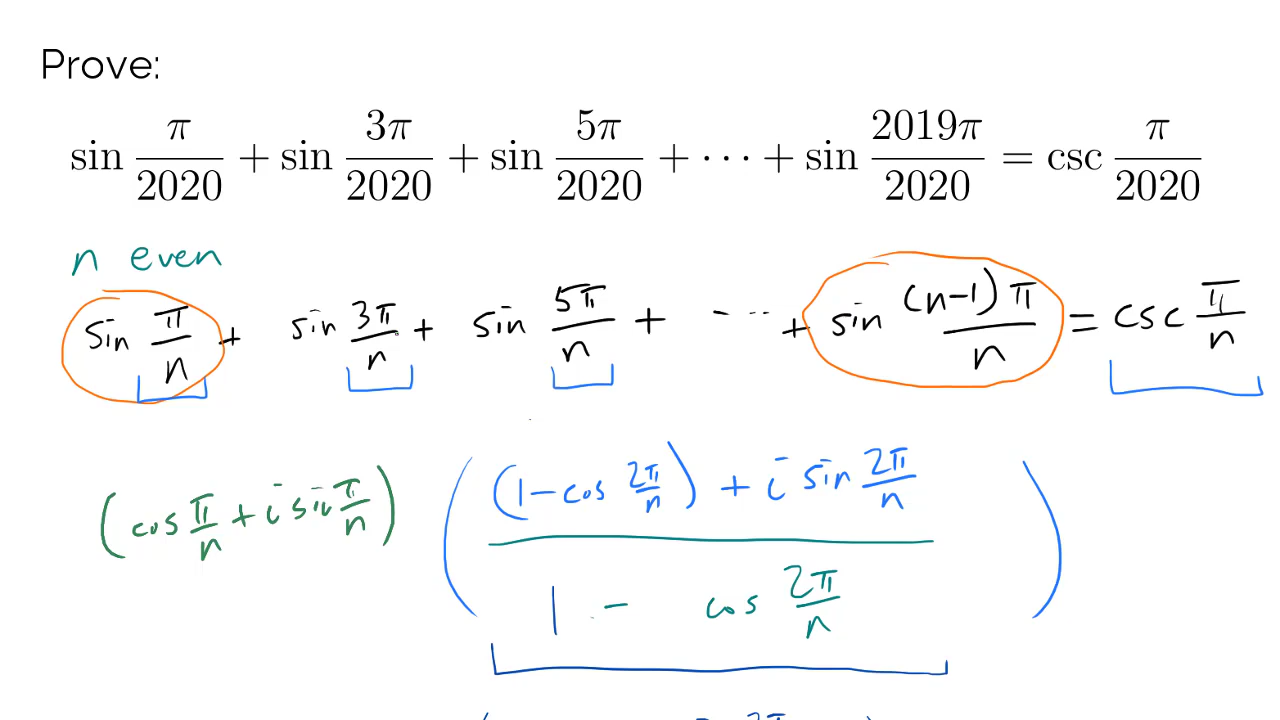 Prove:
sin π/2020 + sin 3π/2020 + sin 5π/2020 + ⋯ + sin 2019π/2020 = csc π/2020
n even
sin π/n + sin 3π/n + sin 5π/n + ⋯ + sin (n-1)π/n = csc π/n
(cos π/n + i sin π/n) ( ((1-cos 2π/n) + i sin 2π/n) / (1 - cos 2π/n) )